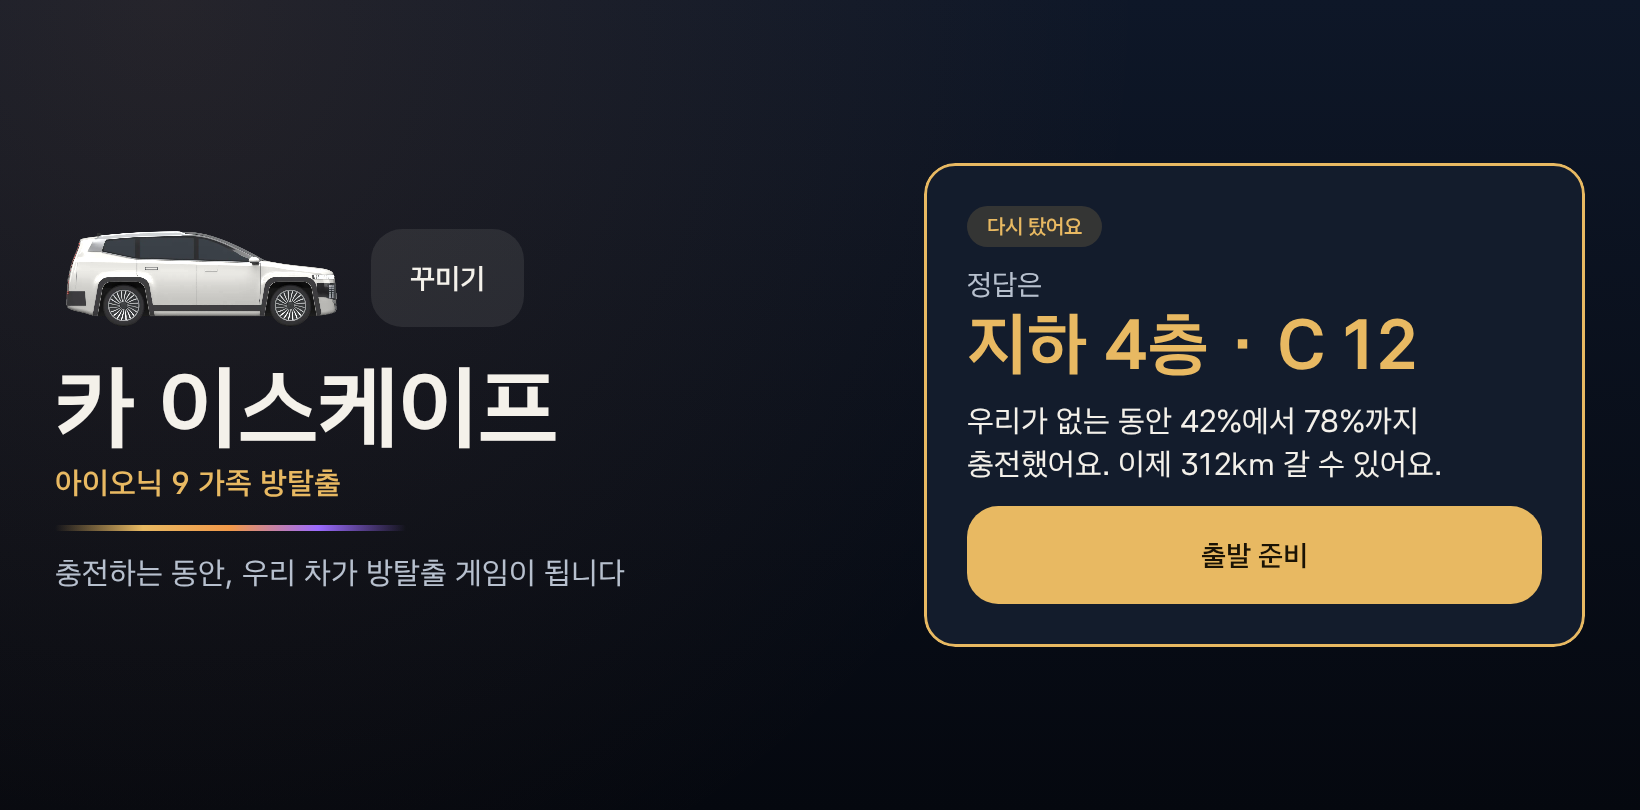 꾸미기
카 이스케이프
아이오닉 9 가족 방탈출
충전하는 동안, 우리 차가 방탈출 게임이 됩니다
다시 탔어요
정답은
지하 4층 · C 12
우리가 없는 동안 42%에서 78%까지
충전했어요. 이제 312km 갈 수 있어요.
출발 준비